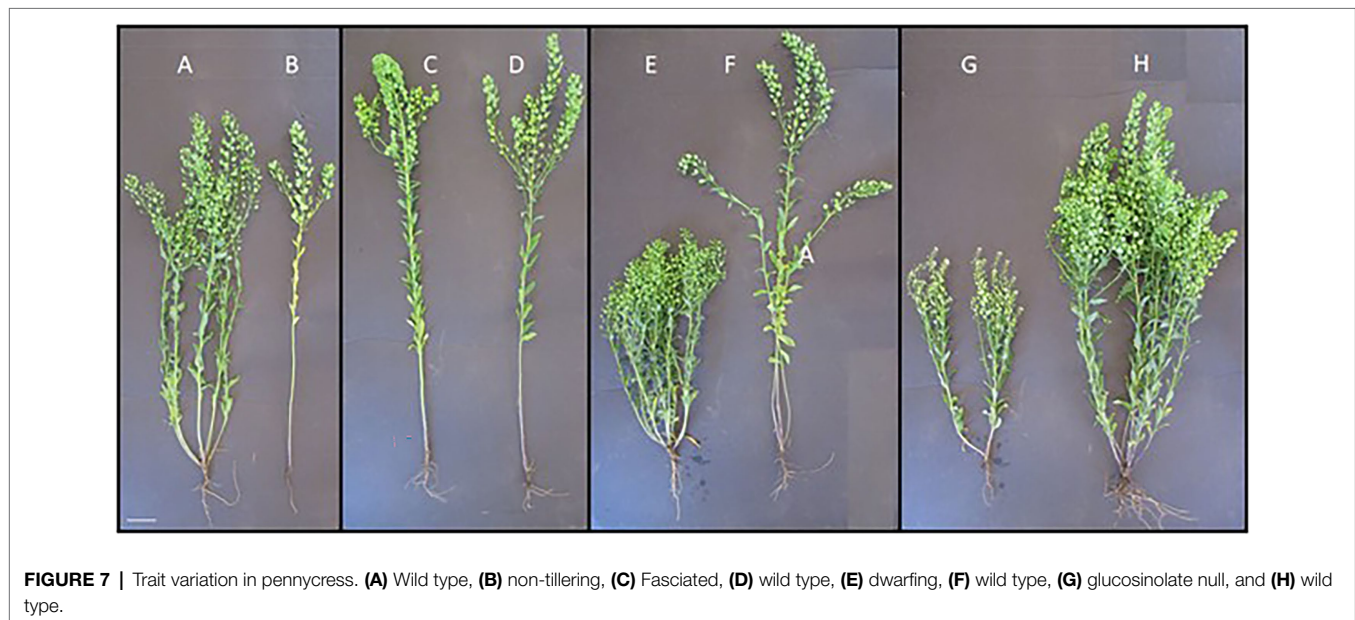 A B C D E F G H
A
FIGURE 7 | Trait variation in pennycress. (A) Wild type, (B) non-tillering, (C) Fasciated, (D) wild type, (E) dwarfing, (F) wild type, (G) glucosinolate null, and (H) wild
type.